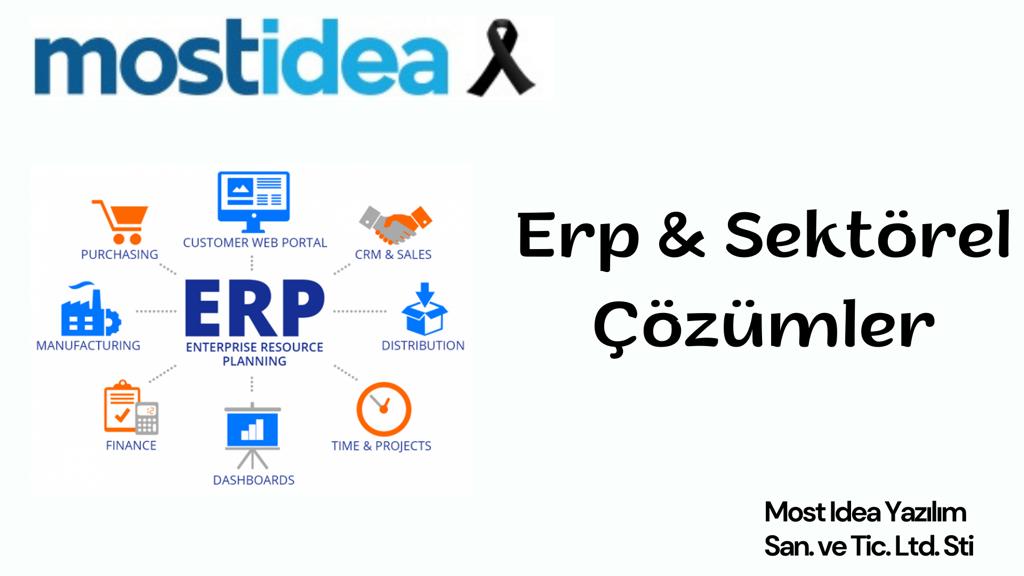 mostidea
CUSTOMER WEB PORTAL
PURCHASING
CRM & SALES
ERP
ENTERPRISE RESOURCE
PLANNING
MANUFACTURING
DISTRIBUTION
FINANCE
TIME & PROJECTS
DASHBOARDS
Erp & Sektörel
Çözümler
Most Idea Yazılım
San. ve Tic. Ltd. Sti